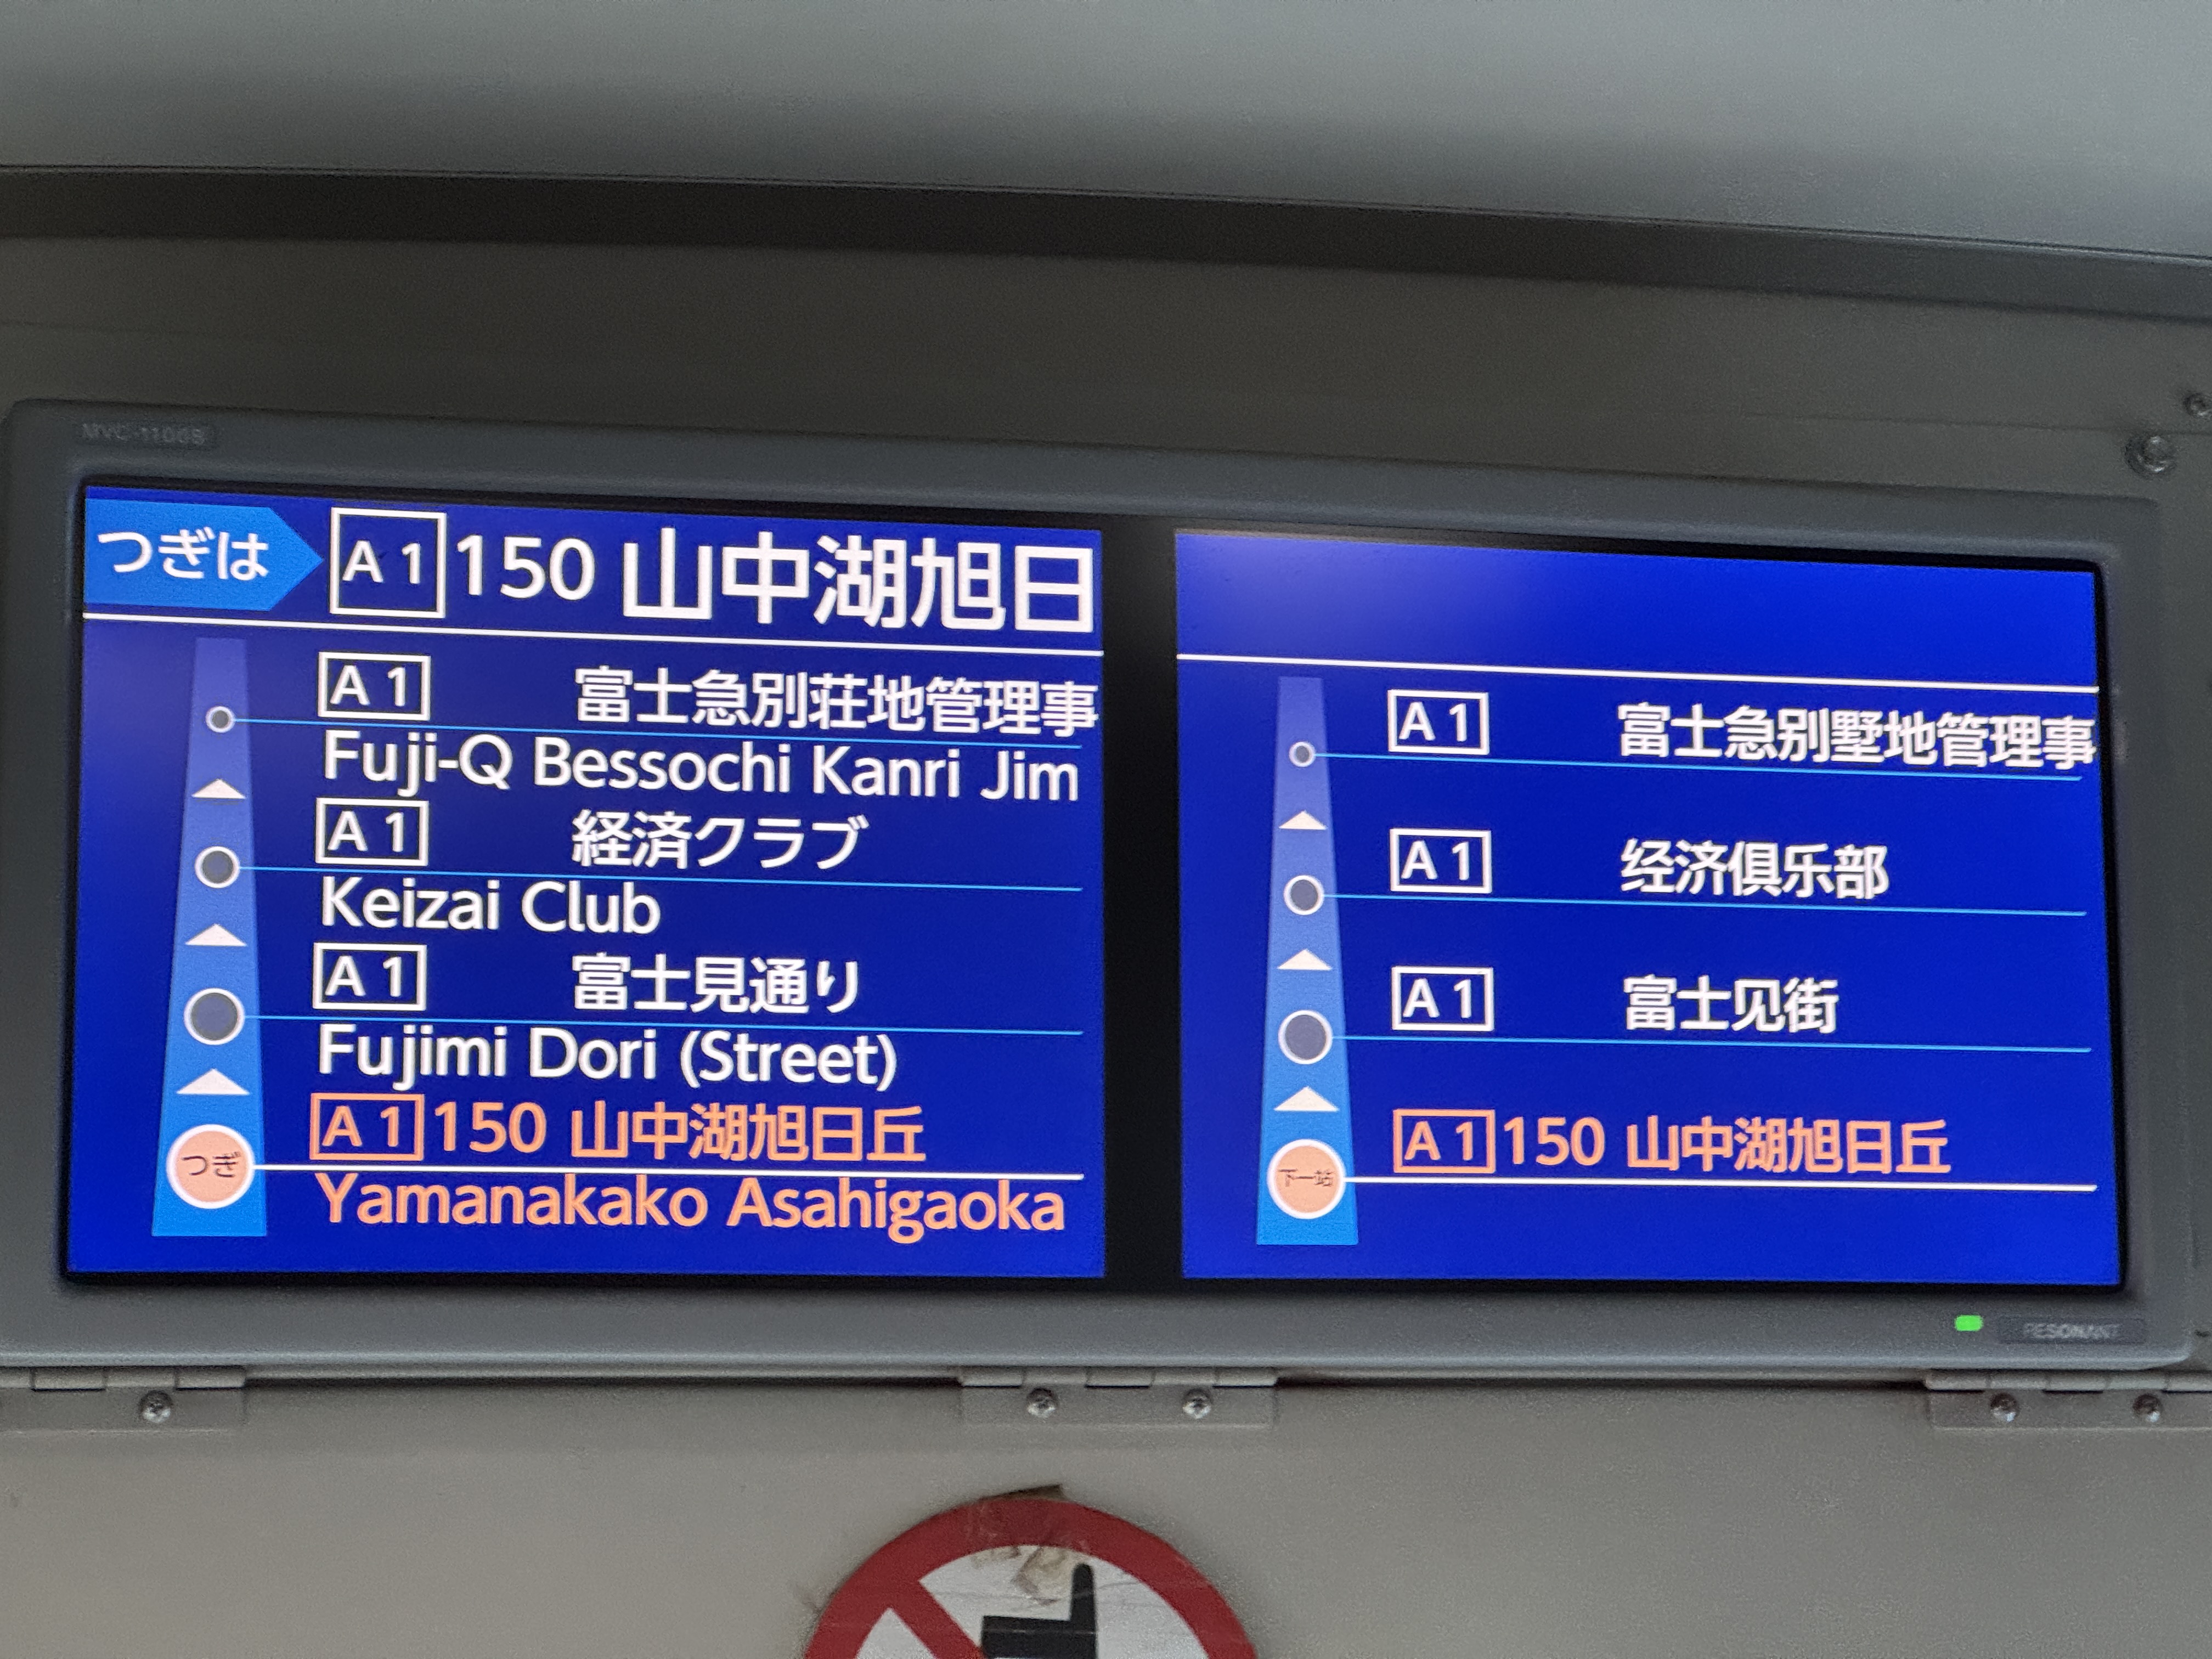 MVC-1100S
つぎは A1 150 山中湖旭日
A1 富士急別荘地管理事
Fuji-Q Bessochi Kanri Jim
A1 経済クラブ
Keizai Club
A1 富士見通り
Fujimi Dori (Street)
A1 150 山中湖旭日丘
つぎ
Yamanakako Asahigaoka
A1 富士急别墅地管理事
A1 经济俱乐部
A1 富士见街
A1 150 山中湖旭日丘
下一站
RESONANT